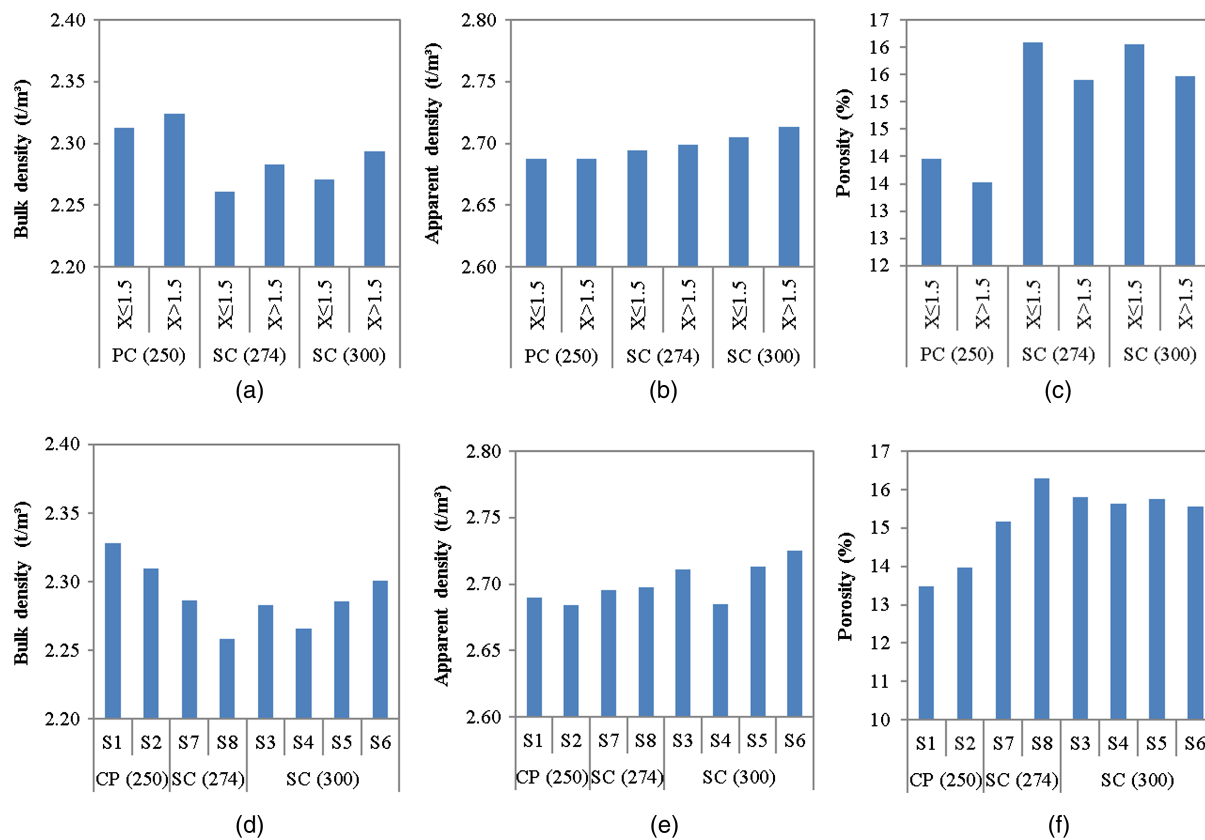 Bulk density (t/m³)
2.40
2.35
2.30
2.25
2.20
X≤1.5 X>1.5 X≤1.5 X>1.5 X≤1.5 X>1.5
PC (250) SC (274) SC (300)
(a)
Apparent density (t/m³)
2.80
2.75
2.70
2.65
2.60
X≤1.5 X>1.5 X≤1.5 X>1.5 X≤1.5 X>1.5
PC (250) SC (274) SC (300)
(b)
Porosity (%)
17
16
16
15
15
14
14
13
13
12
X≤1.5 X>1.5 X≤1.5 X>1.5 X≤1.5 X>1.5
PC (250) SC (274) SC (300)
(c)
Bulk density (t/m³)
2.40
2.35
2.30
2.25
2.20
S1 S2 S7 S8 S3 S4 S5 S6
CP (250) SC (274) SC (300)
(d)
Apparent density (t/m³)
2.80
2.75
2.70
2.65
2.60
S1 S2 S7 S8 S3 S4 S5 S6
CP (250) SC (274) SC (300)
(e)
Porosity (%)
17
16
15
14
13
12
11
10
S1 S2 S7 S8 S3 S4 S5 S6
CP (250) SC (274) SC (300)
(f)